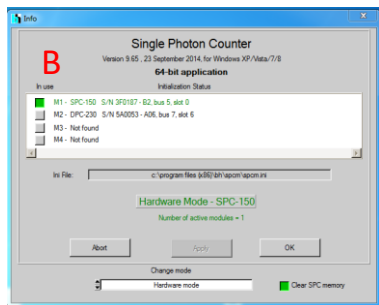 Info
Single Photon Counter
Version 9.65 , 23 September 2014, for Windows XP/Vista/7/8
B
64-bit application
In use Initialization Status
M1 - SPC-150 S/N 3F0187 - B2, bus 5, slot 0
M2 - DPC-230 S/N 5A0053 - A06, bus 7, slot 6
M3 - Not found
M4 - Not found
Ini File: c:\program files (x86)\bh\spcm\spcm.ini
Hardware Mode - SPC-150
Number of active modules = 1
Abort Apply OK
Change mode
Hardware mode Clear SPC memory